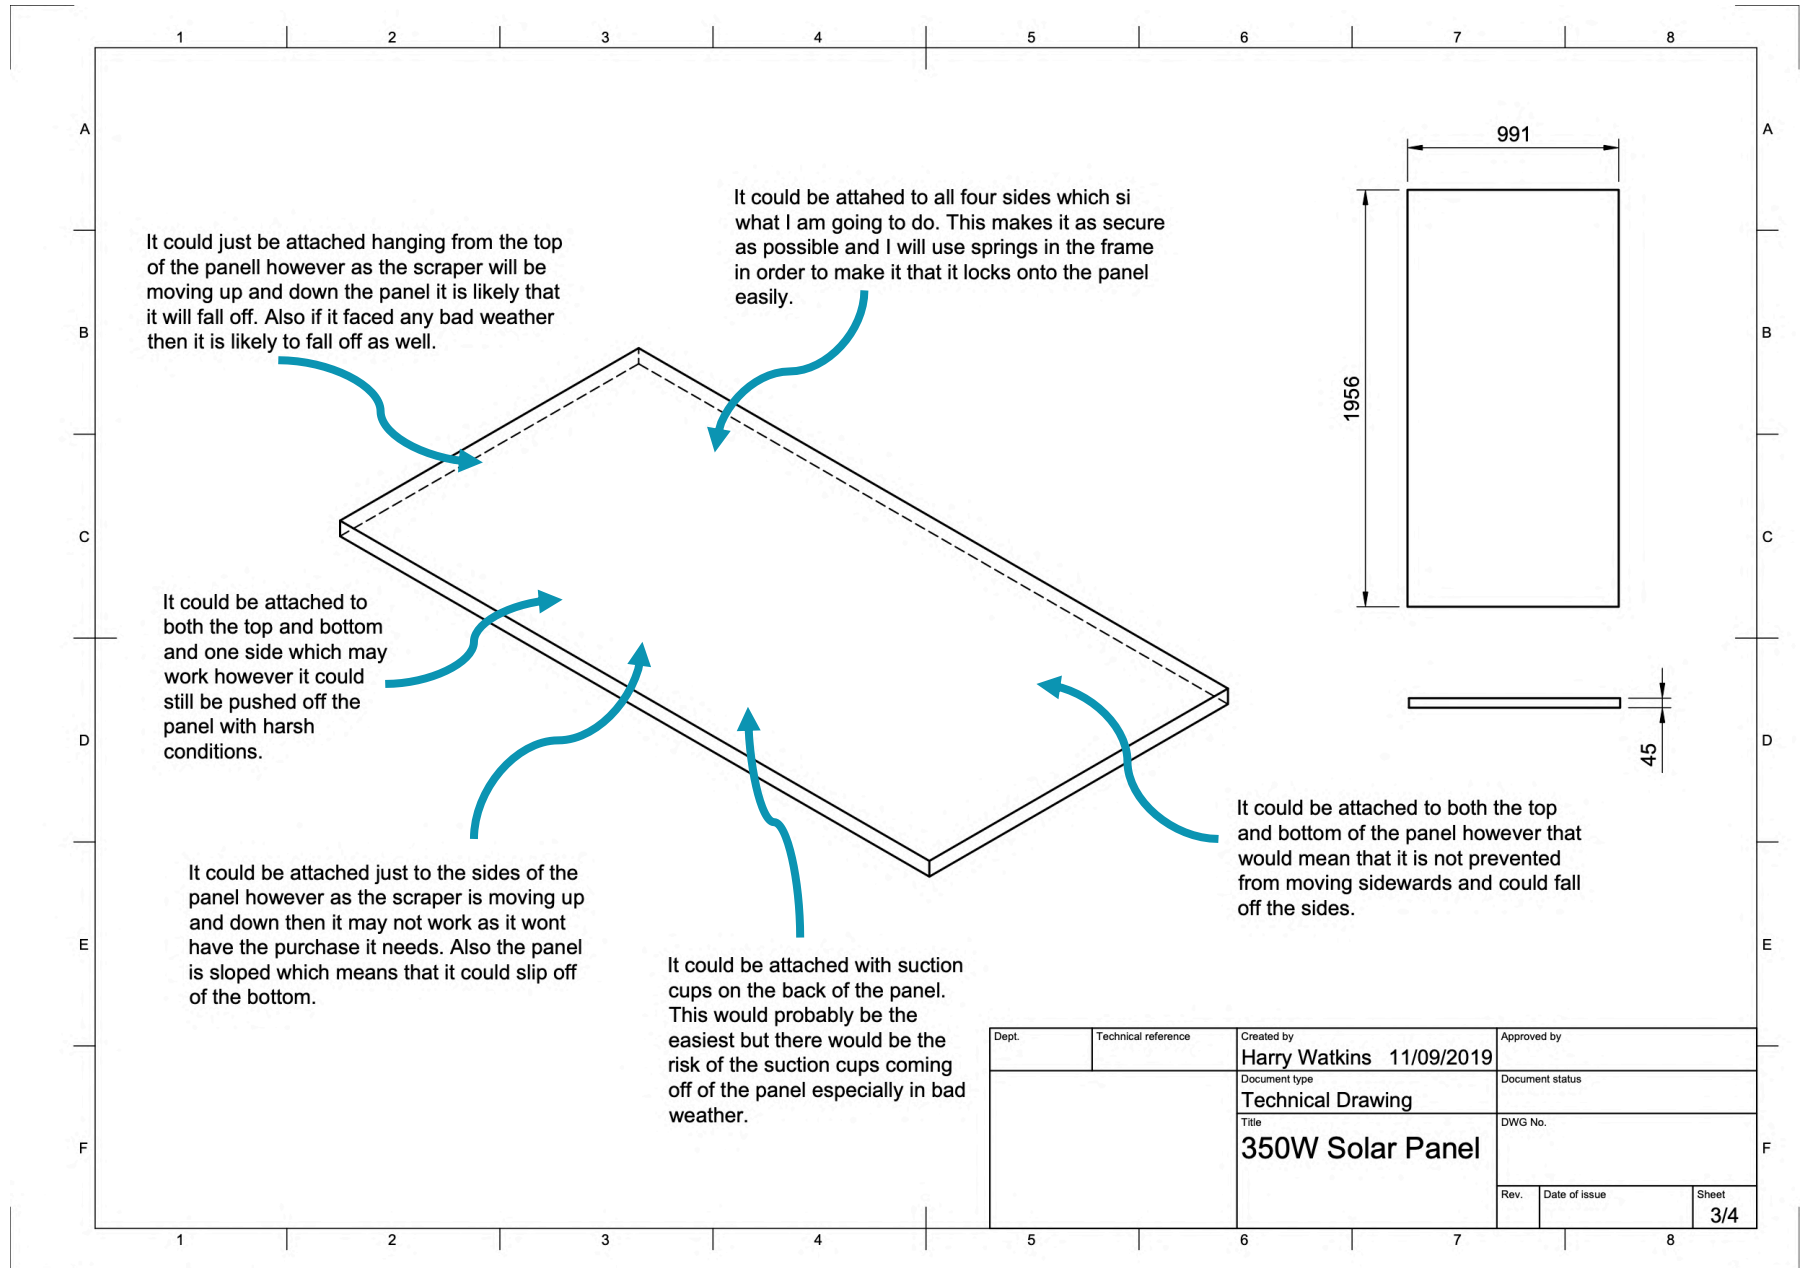 1 2 3 4 5 6 7 8
A
B
C
D
E
F
A
B
C
D
E
F
It could just be attached hanging from the top
of the panell however as the scraper will be
moving up and down the panel it is likely that
it will fall off. Also if it faced any bad weather
then it is likely to fall off as well.
It could be attahed to all four sides which si
what I am going to do. This makes it as secure
as possible and I will use springs in the frame
in order to make it that it locks onto the panel
easily.
991
1956
45
It could be attached to
both the top and bottom
and one side which may
work however it could
still be pushed off the
panel with harsh
conditions.
It could be attached just to the sides of the
panel however as the scraper is moving up
and down then it may not work as it wont
have the purchase it needs. Also the panel
is sloped which means that it could slip off
of the bottom.
It could be attached with suction
cups on the back of the panel.
This would probably be the
easiest but there would be the
risk of the suction cups coming
off of the panel especially in bad
weather.
It could be attached to both the top
and bottom of the panel however that
would mean that it is not prevented
from moving sidewards and could fall
off the sides.
Dept.
Technical reference
Created by
Harry Watkins 11/09/2019
Approved by
Document type
Technical Drawing
Document status
Title
350W Solar Panel
DWG No.
Rev.
Date of issue
Sheet
3/4
1 2 3 4 5 6 7 8